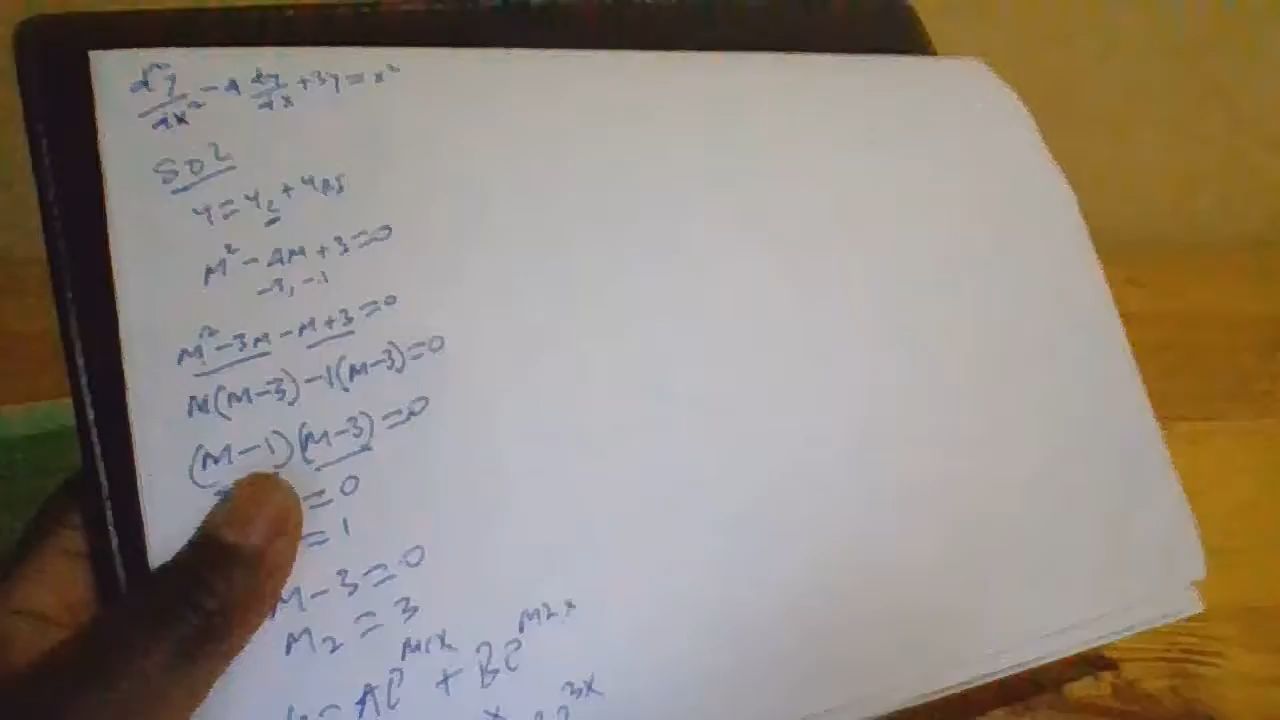 d²y/dx² - 4 dy/dx + 3y = x²
SOL
y = yc + yps
M² - 4M + 3 = 0
-3, -1
M² - 3M - M + 3 = 0
M(M-3) - 1(M-3) = 0
(M-1)(M-3) = 0
= 0
= 1
M - 3 = 0
M2 = 3
= Ae^M1x + Be^M2x
x 3x